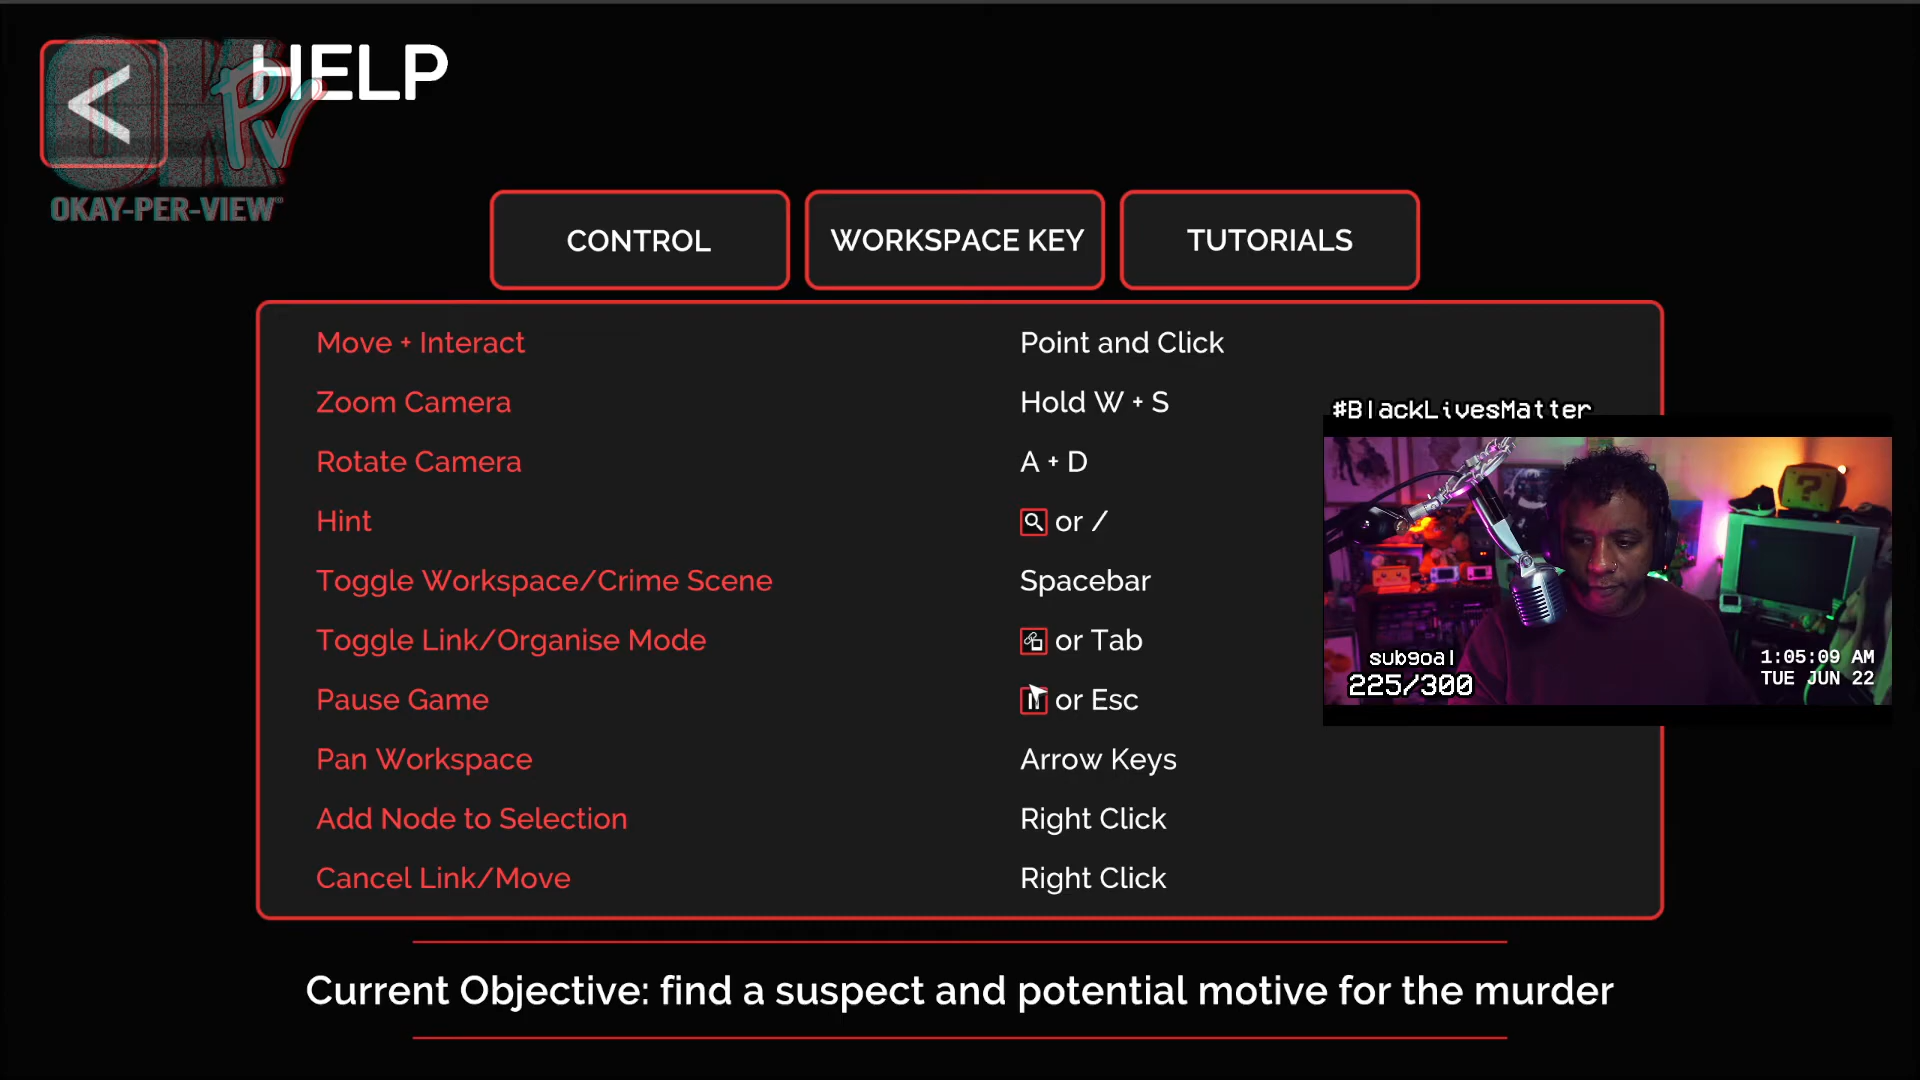 HELP
OK PV
OKAY-PER-VIEW
CONTROL
WORKSPACE KEY
TUTORIALS
Move + Interact Point and Click
Zoom Camera Hold W + S
Rotate Camera A + D
Hint or /
Toggle Workspace/Crime Scene Spacebar
Toggle Link/Organise Mode or Tab
Pause Game or Esc
Pan Workspace Arrow Keys
Add Node to Selection Right Click
Cancel Link/Move Right Click
#BlackLivesMatter
?
subgoal
225/300
1:05:09 AM
TUE JUN 22
Current Objective: find a suspect and potential motive for the murder